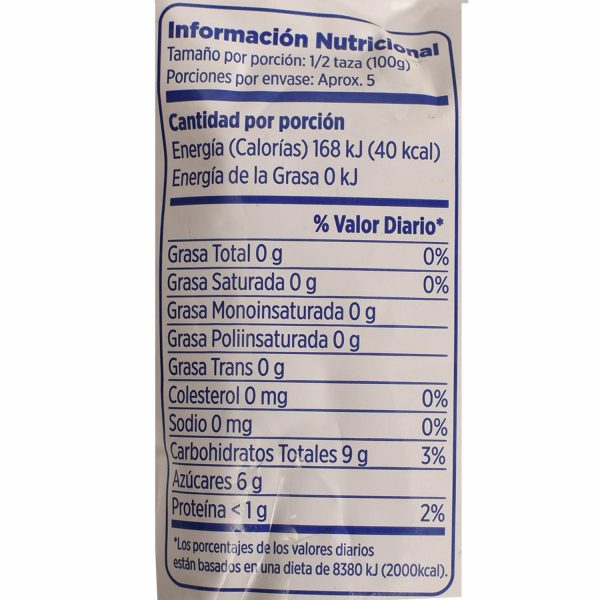 Información Nutricional
Tamaño por porción: 1/2 taza (100g)
Porciones por envase: Aprox. 5
Cantidad por porción
Energía (Calorías) 168 kJ (40 kcal)
Energía de la Grasa 0 kJ
% Valor Diario*
Grasa Total 0 g 0%
Grasa Saturada 0 g 0%
Grasa Monoinsaturada 0 g
Grasa Poliinsaturada 0 g
Grasa Trans 0 g
Colesterol 0 mg 0%
Sodio 0 mg 0%
Carbohidratos Totales 9 g 3%
Azúcares 6 g
Proteína < 1 g 2%
*Los porcentajes de los valores diarios
están basados en una dieta de 8380 kJ (2000kcal).